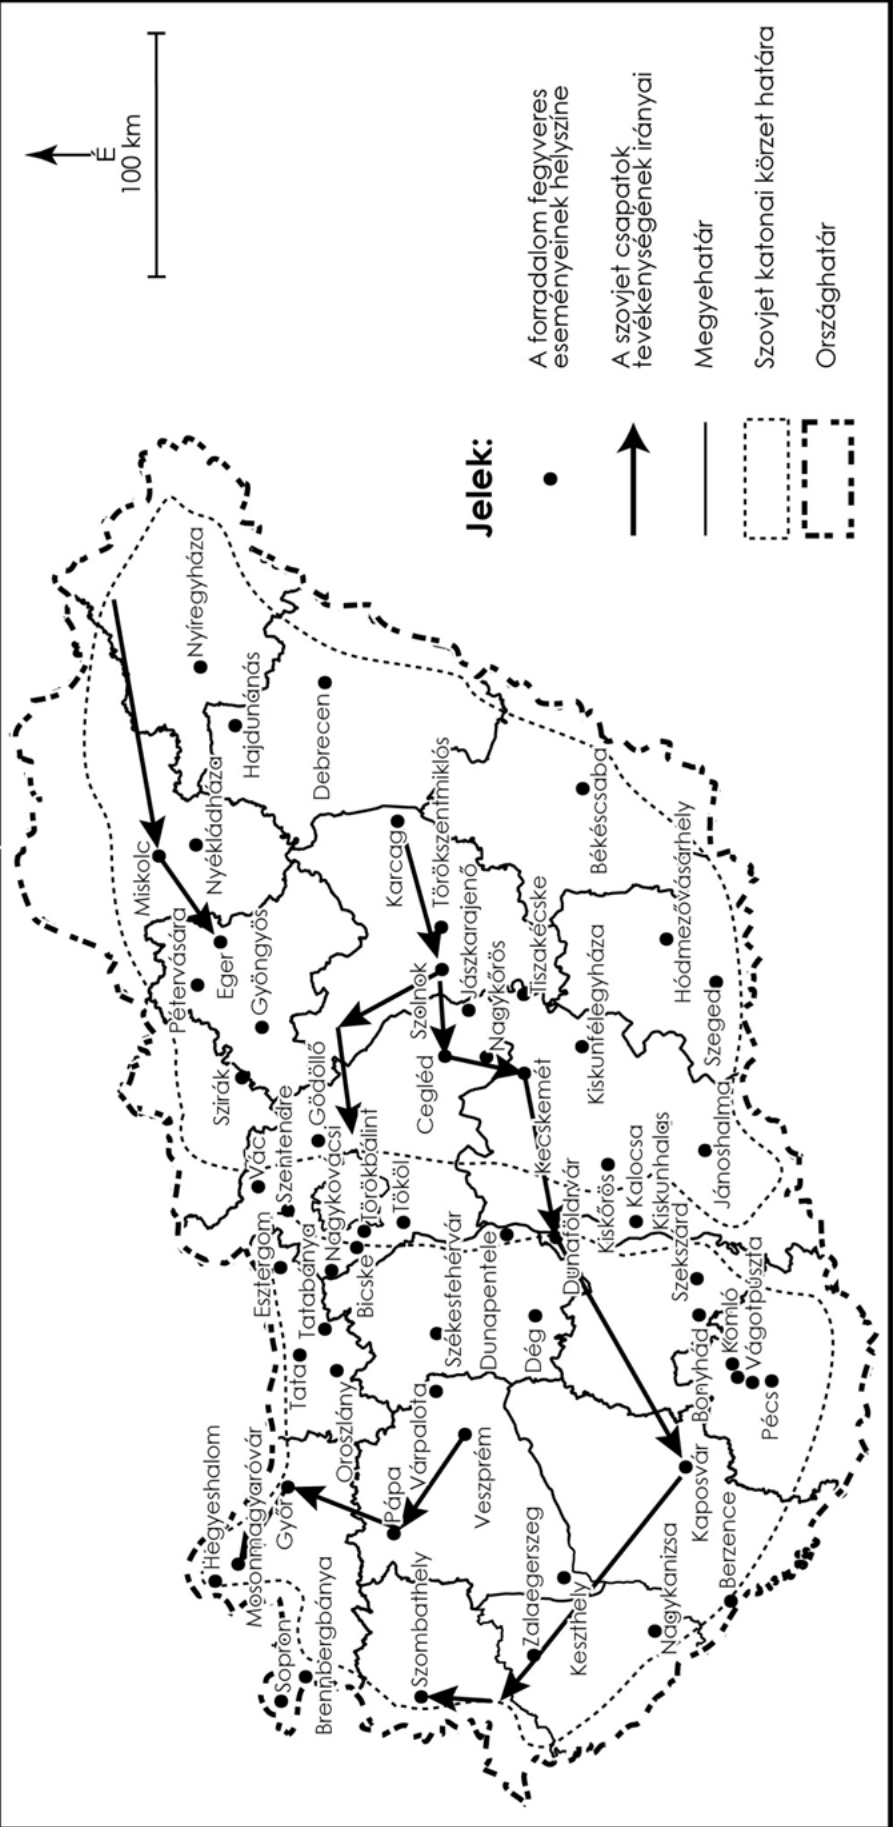 É
100 km
Jelek:
A forradalom fegyveres
eseményeinek helyszíne
A szovjet csapatok
tevékenységének irányai
Megyehatár
Szovjet katonai körzet határa
Országhatár
Hegyeshalom
Mosonmagyaróvár
Győr
Sopron
Brennbergbánya
Szombathely
Pápa
Várpalota
Veszprém
Zalaegerszeg
Keszthely
Nagykanizsa
Kaposvár
Berzence
Tata
Tatabánya
Oroszlány
Esztergom
Bicske
Nagykovácsi
Törökbálint
Tököl
Szentendre
Vác
Gödöllő
Székesfehérvár
Dunapentele
Dég
Dunaföldvár
Szekszárd
Bonyhád
Komló
Vágotpuszta
Pécs
Kiskőrös
Kalocsa
Kiskunhalas
Jánoshalma
Kecskemét
Kiskunfélegyháza
Cegléd
Nagykőrös
Jászkarajenő
Szolnok
Tiszakécske
Törökszentmiklós
Karcag
Szeged
Hódmezővásárhely
Békéscsaba
Debrecen
Hajdunánás
Nyíregyháza
Nyékládháza
Miskolc
Pétervására
Eger
Gyöngyös
Szirák